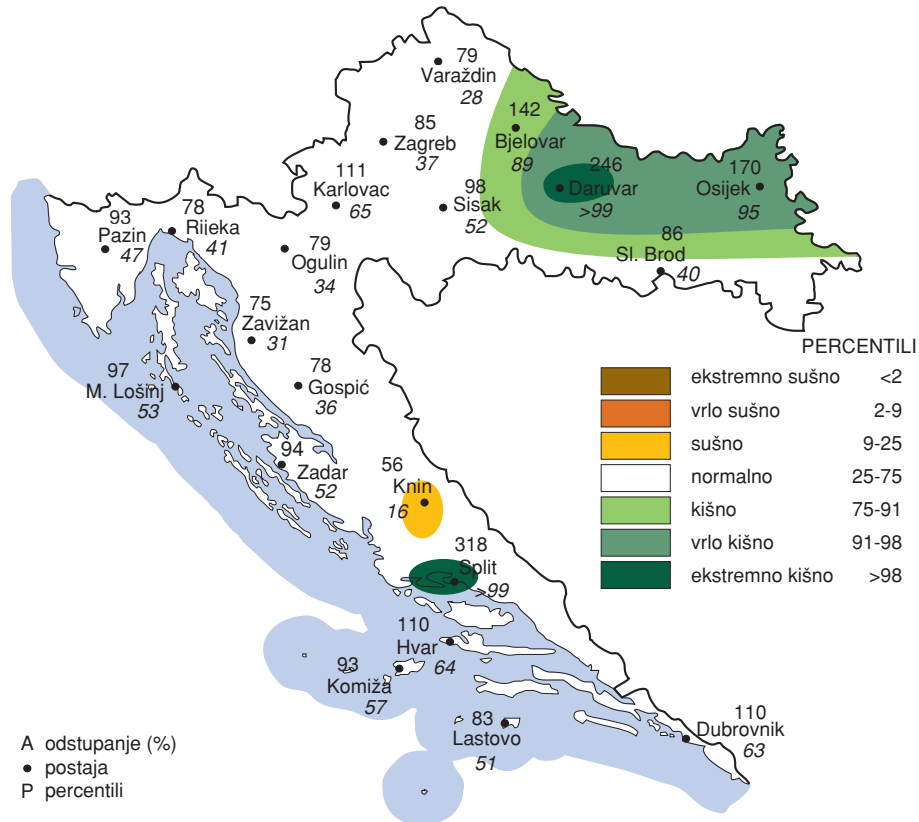 79
Varaždin
28
142
Bjelovar
89
85
Zagreb
37
246
Daruvar
>99
170
Osijek
95
111
Karlovac
65
98
Sisak
52
93
Pazin
47
78
Rijeka
41
79
Ogulin
34
86
Sl. Brod
40
75
Zavižan
31
97
M. Lošinj
53
78
Gospić
36
94
Zadar
52
56
Knin
16
318
Split
>99
110
Hvar
64
93
Komiža
57
83
Lastovo
51
110
Dubrovnik
63
PERCENTILI
ekstremno sušno <2
vrlo sušno 2-9
sušno 9-25
normalno 25-75
kišno 75-91
vrlo kišno 91-98
ekstremno kišno >98
A odstupanje (%)
● postaja
P percentili